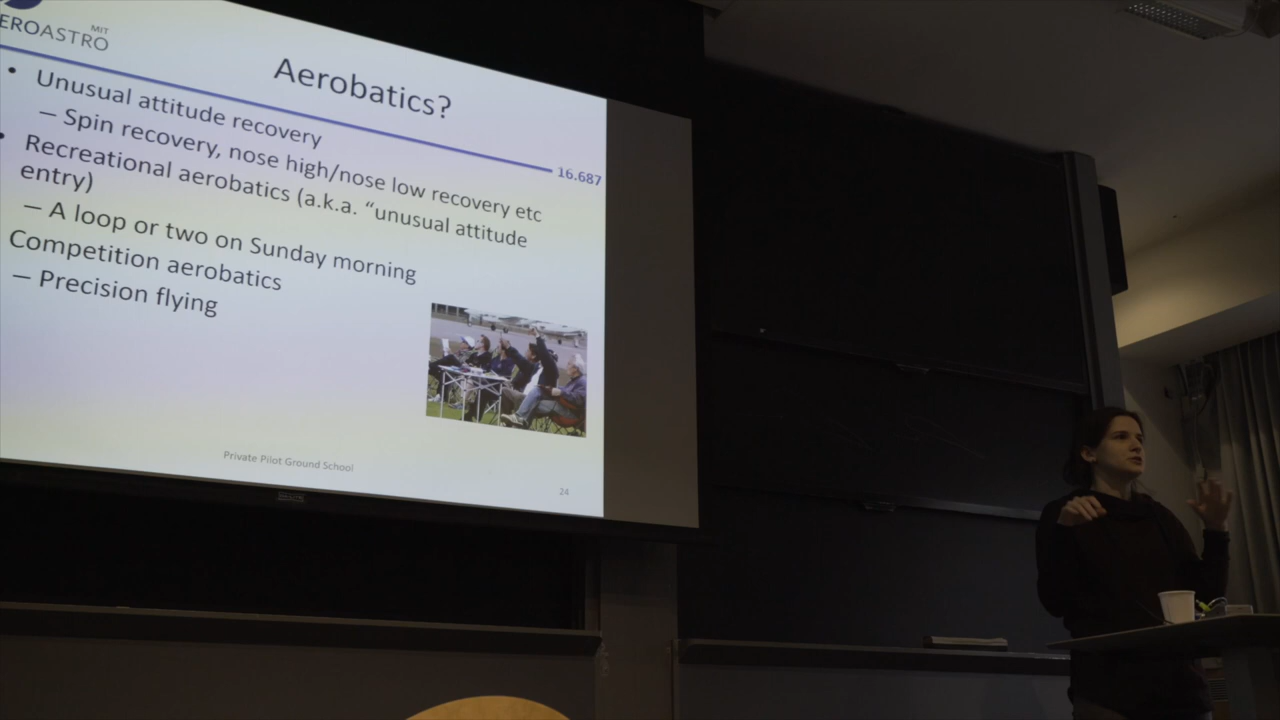 MIT
EROASTRO
Aerobatics?
16.687
• Unusual attitude recovery
– Spin recovery, nose high/nose low recovery etc
• Recreational aerobatics (a.k.a. “unusual attitude
entry)
– A loop or two on Sunday morning
Competition aerobatics
– Precision flying
Private Pilot Ground School
24